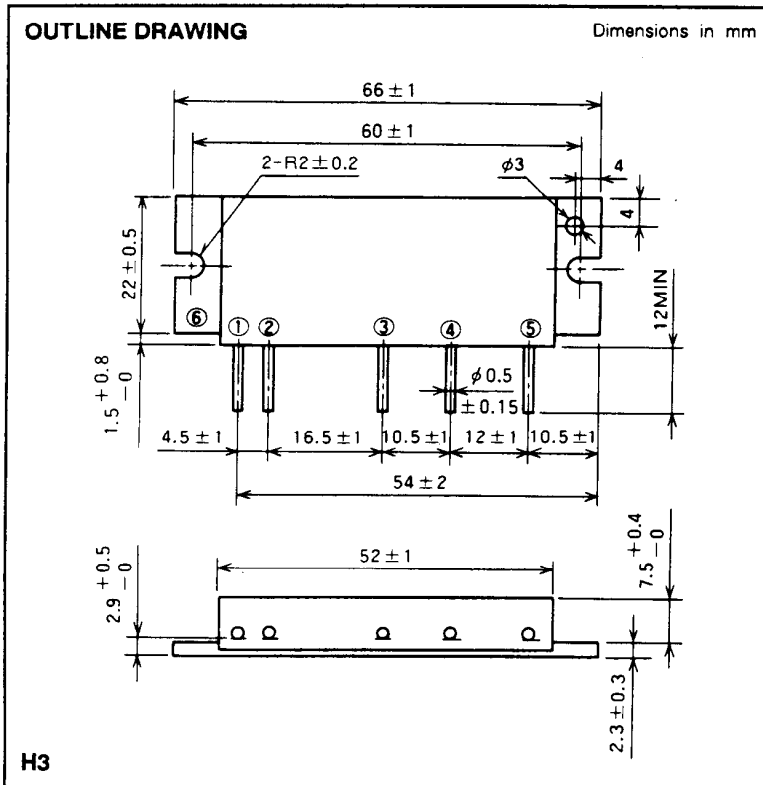 OUTLINE DRAWING
Dimensions in mm
66±1
60±1
2-R2±0.2
φ3
4
4
22±0.5
⑥
①
②
③
④
⑤
12MIN
1.5 +0.8 -0
φ0.5
±0.15
4.5±1
16.5±1
10.5±1
12±1
10.5±1
54±2
2.9 +0.5 -0
52±1
7.5 +0.4 -0
2.3±0.3
H3